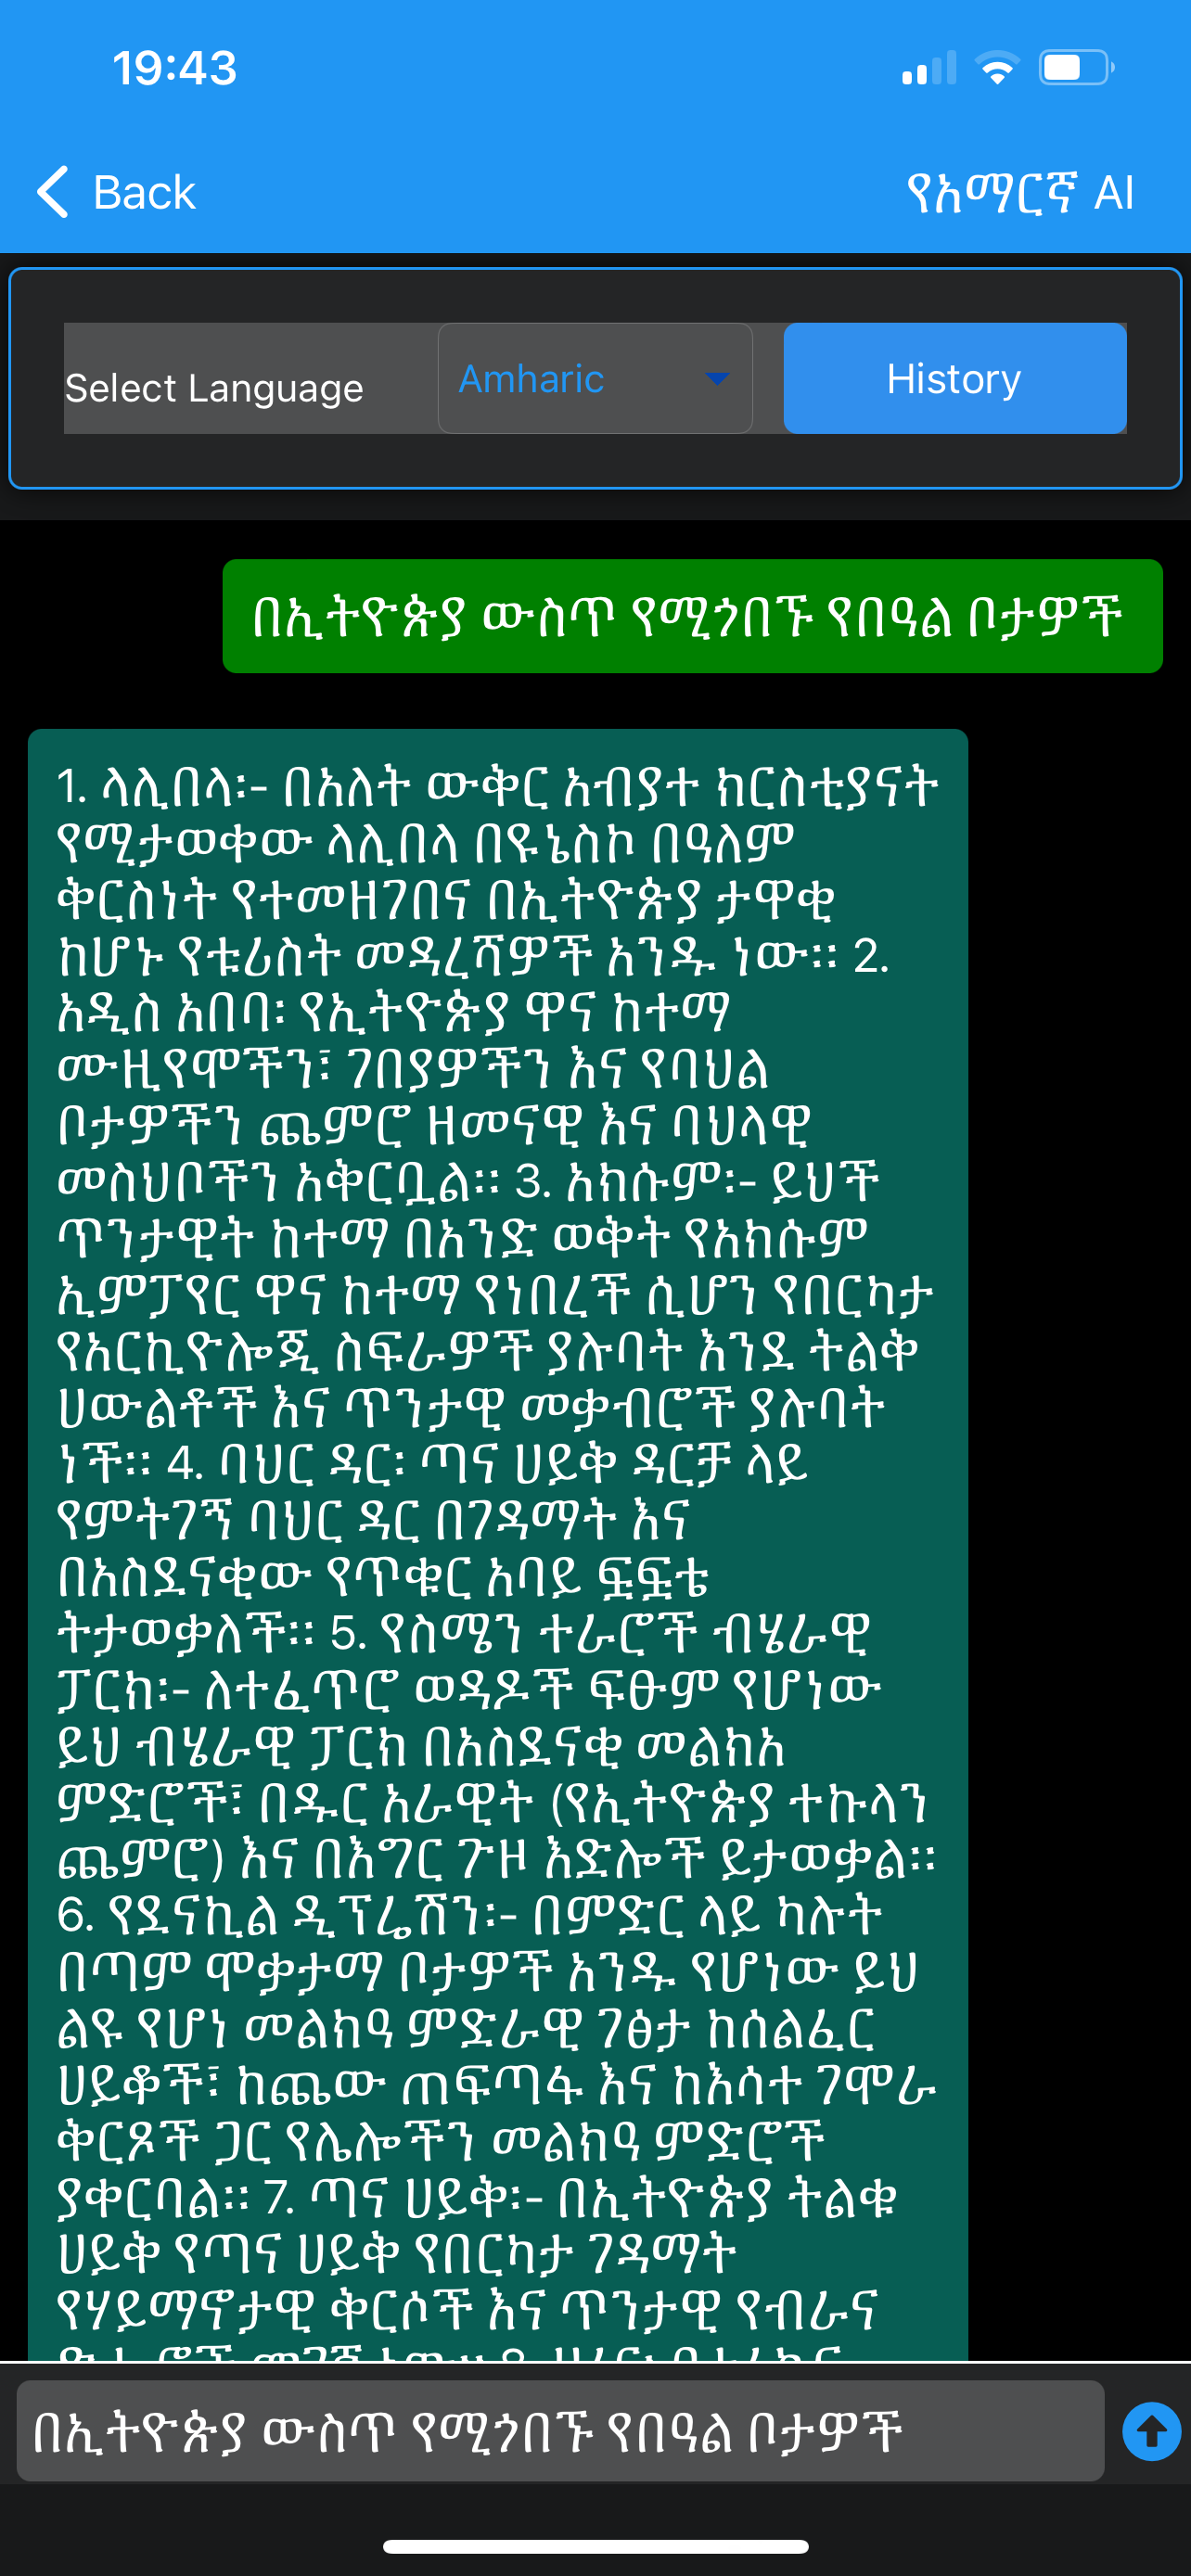 19:43
Back
የአማርኛ AI
Select Language
Amharic
History
በኢትዮጵያ ውስጥ የሚጎበኙ የበዓል ቦታዎች
1. ላሊበላ፡- በአለት ውቅር አብያተ ክርስቲያናት
የሚታወቀው ላሊበላ በዩኔስኮ በዓለም
ቅርስነት የተመዘገበና በኢትዮጵያ ታዋቂ
ከሆኑ የቱሪስት መዳረሻዎች አንዱ ነው። 2.
አዲስ አበባ፡ የኢትዮጵያ ዋና ከተማ
ሙዚየሞችን፣ ገበያዎችን እና የባህል
ቦታዎችን ጨምሮ ዘመናዊ እና ባህላዊ
መስህቦችን አቅርቧል። 3. አክሱም፡- ይህች
ጥንታዊት ከተማ በአንድ ወቅት የአክሱም
ኢምፓየር ዋና ከተማ የነበረች ሲሆን የበርካታ
የአርኪዮሎጂ ስፍራዎች ያሉባት እንደ ትልቅ
ሀውልቶች እና ጥንታዊ መቃብሮች ያሉባት
ነች። 4. ባህር ዳር፡ ጣና ሀይቅ ዳርቻ ላይ
የምትገኝ ባህር ዳር በገዳማት እና
በአስደናቂው የጥቁር አባይ ፏፏቴ
ትታወቃለች። 5. የስሜን ተራሮች ብሄራዊ
ፓርክ፡- ለተፈጥሮ ወዳዶች ፍፁም የሆነው
ይህ ብሄራዊ ፓርክ በአስደናቂ መልክአ
ምድሮች፣ በዱር አራዊት (የኢትዮጵያ ተኩላን
ጨምሮ) እና በእግር ጉዞ እድሎች ይታወቃል።
6. የደናኪል ዲፕሬሽን፡- በምድር ላይ ካሉት
በጣም ሞቃታማ ቦታዎች አንዱ የሆነው ይህ
ልዩ የሆነ መልክዓ ምድራዊ ገፅታ ከሰልፈር
ሀይቆች፣ ከጨው ጠፍጣፋ እና ከእሳተ ገሞራ
ቅርጾች ጋር የሌሎችን መልክዓ ምድሮች
ያቀርባል። 7. ጣና ሀይቅ፡- በኢትዮጵያ ትልቁ
ሀይቅ የጣና ሀይቅ የበርካታ ገዳማት
የሃይማኖታዊ ቅርሶች እና ጥንታዊ የብራና
በኢትዮጵያ ውስጥ የሚጎበኙ የበዓል ቦታዎች